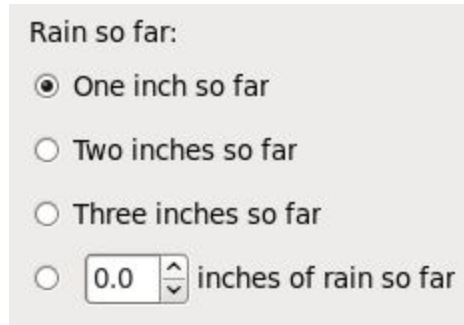 Rain so far:
One inch so far
Two inches so far
Three inches so far
0.0 inches of rain so far